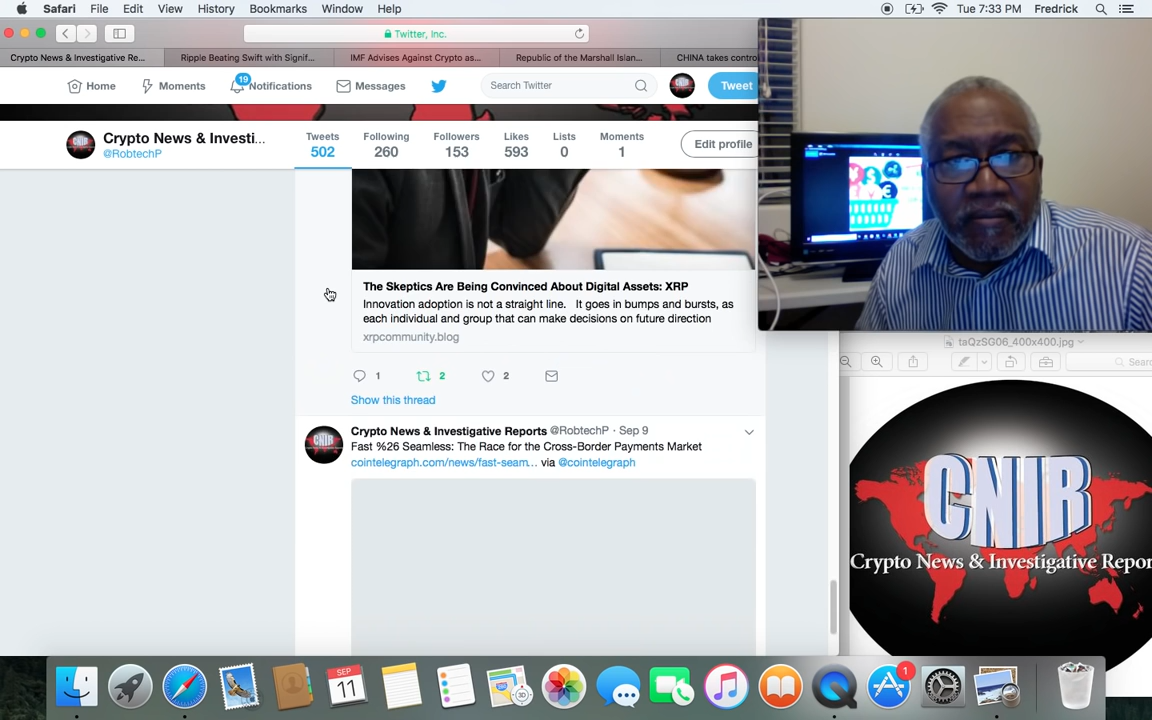 Safari File Edit View History Bookmarks Window Help
Tue 7:33 PM Fredrick
Twitter, Inc.
Crypto News & Investigative Re...
Ripple Beating Swift with Signif...
IMF Advises Against Crypto as...
Republic of the Marshall Islan...
CHINA takes contro
Home
Moments
19
Notifications
Messages
Search Twitter
Tweet
Crypto News & Investi...
@RobtechP
Tweets
502
Following
260
Followers
153
Likes
593
Lists
0
Moments
1
Edit profile
The Skeptics Are Being Convinced About Digital Assets: XRP
Innovation adoption is not a straight line. It goes in bumps and bursts, as
each individual and group that can make decisions on future direction
xrpcommunity.blog
1 2 2
Show this thread
Crypto News & Investigative Reports @RobtechP · Sep 9
Fast %26 Seamless: The Race for the Cross-Border Payments Market
cointelegraph.com/news/fast-seam... via @cointelegraph
taQzSG06_400x400.jpg
Searc
CNIR
Crypto News & Investigative Repor
SEP
11
3D
1